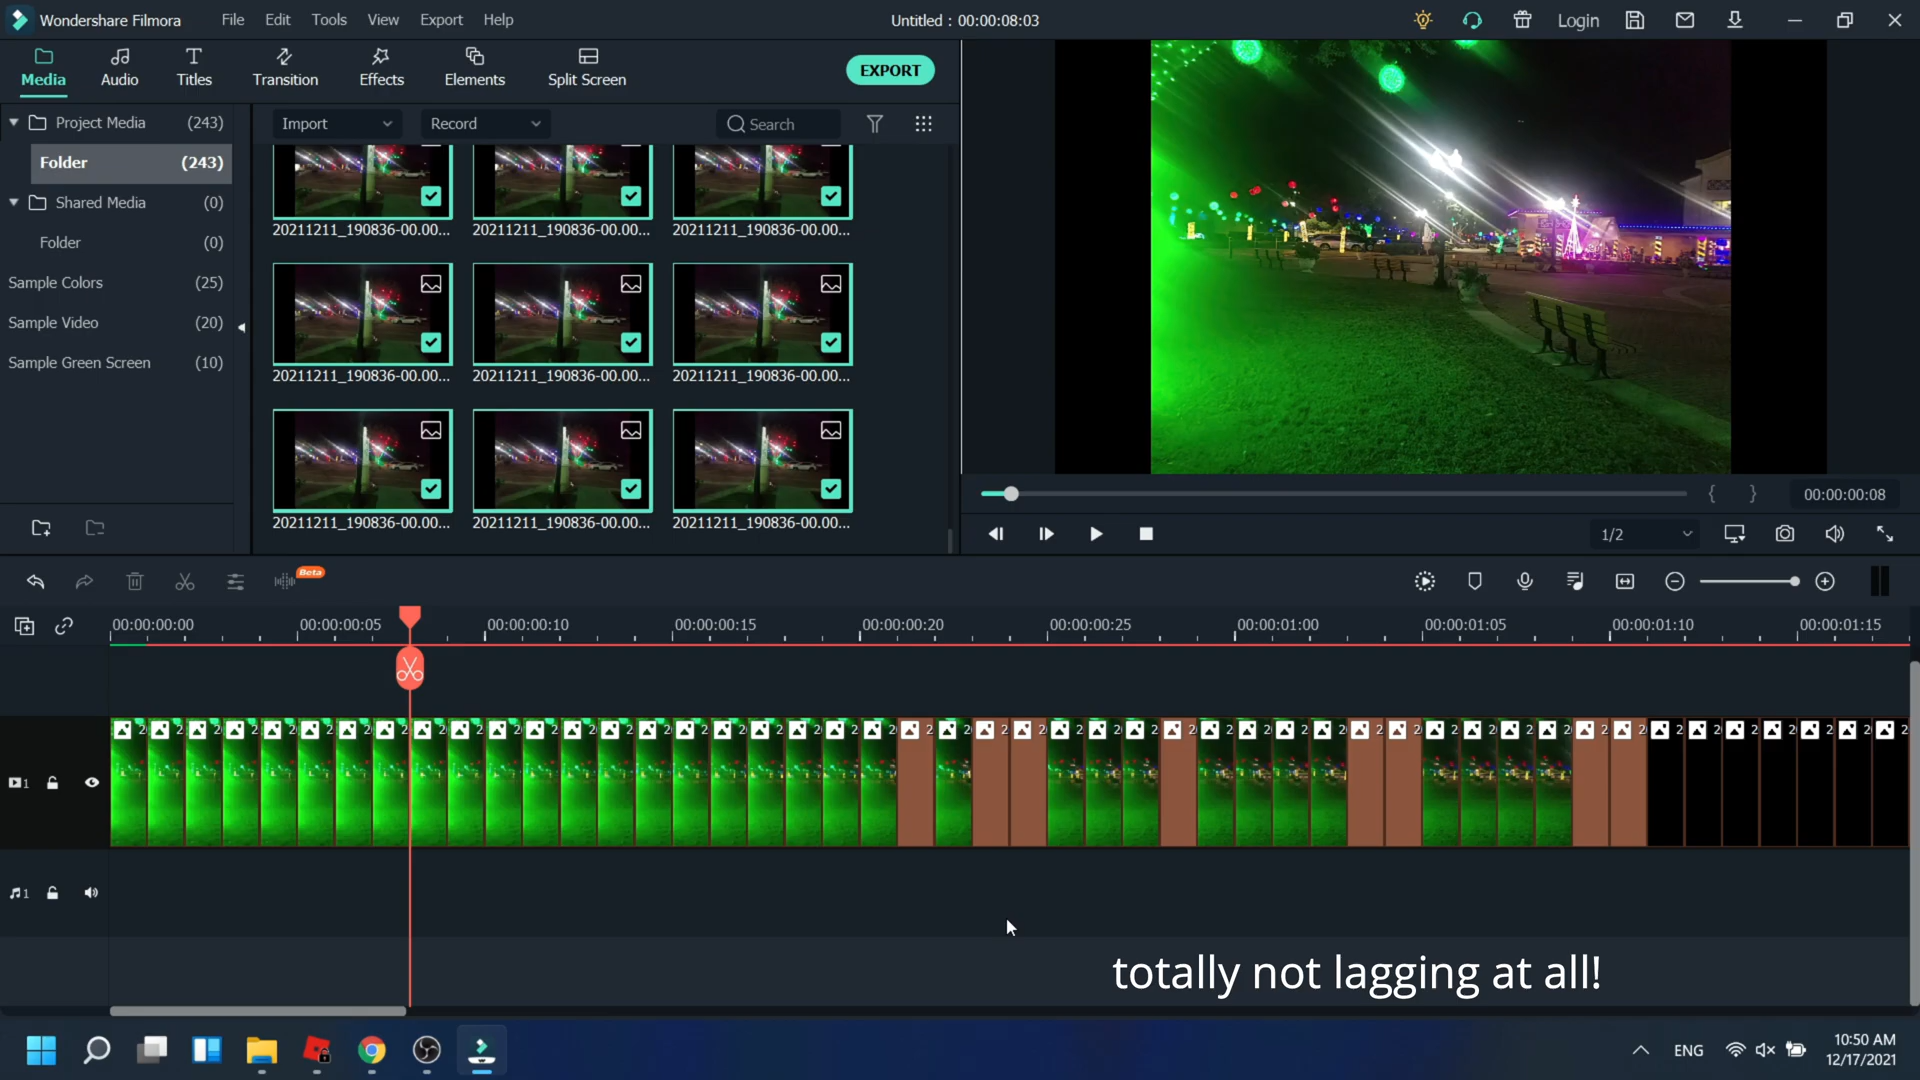 Wondershare Filmora
File Edit Tools View Export Help
Untitled : 00:00:08:03
Login
Media Audio Titles Transition Effects Elements Split Screen
EXPORT
Project Media (243)
Folder (243)
Shared Media (0)
Folder (0)
Sample Colors (25)
Sample Video (20)
Sample Green Screen (10)
Import
Record
Search
20211211_190836-00.00... 20211211_190836-00.00... 20211211_190836-00.00...
20211211_190836-00.00... 20211211_190836-00.00... 20211211_190836-00.00...
20211211_190836-00.00... 20211211_190836-00.00... 20211211_190836-00.00...
00:00:00:08
1/2
Beta
00:00:00:00 00:00:00:05 00:00:00:10 00:00:00:15 00:00:00:20 00:00:00:25 00:00:01:00 00:00:01:05 00:00:01:10 00:00:01:15
1
1
totally not lagging at all!
ENG
10:50 AM
12/17/2021